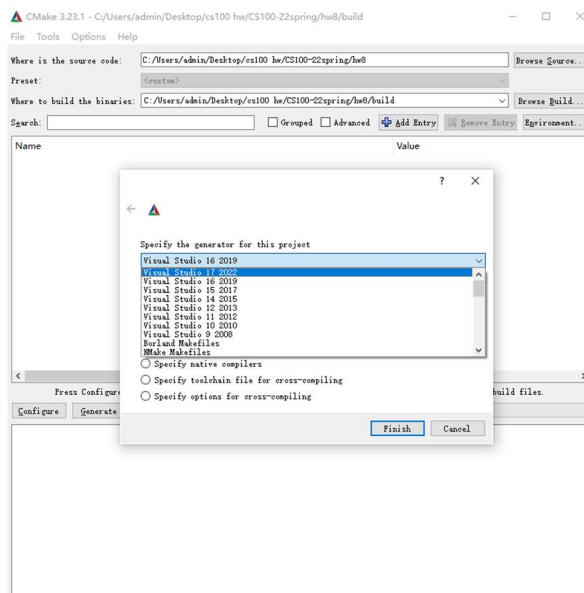 CMake 3.23.1 - C:/Users/admin/Desktop/cs100 hw/CS100-22spring/hw8/build
File Tools Options Help
Where is the source code: C:/Users/admin/Desktop/cs100 hw/CS100-22spring/hw8 Browse Source...
Preset: <custom>
Where to build the binaries: C:/Users/admin/Desktop/cs100 hw/CS100-22spring/hw8/build Browse Build...
Search: Grouped Advanced Add Entry Remove Entry Environment...
Name Value
?
Specify the generator for this project
Visual Studio 16 2019
Visual Studio 17 2022
Visual Studio 16 2019
Visual Studio 15 2017
Visual Studio 14 2015
Visual Studio 12 2013
Visual Studio 11 2012
Visual Studio 10 2010
Visual Studio 9 2008
Borland Makefiles
NMake Makefiles
Specify native compilers
Specify toolchain file for cross-compiling
Specify options for cross-compiling
Press Configure build files.
Configure Generate
Finish Cancel